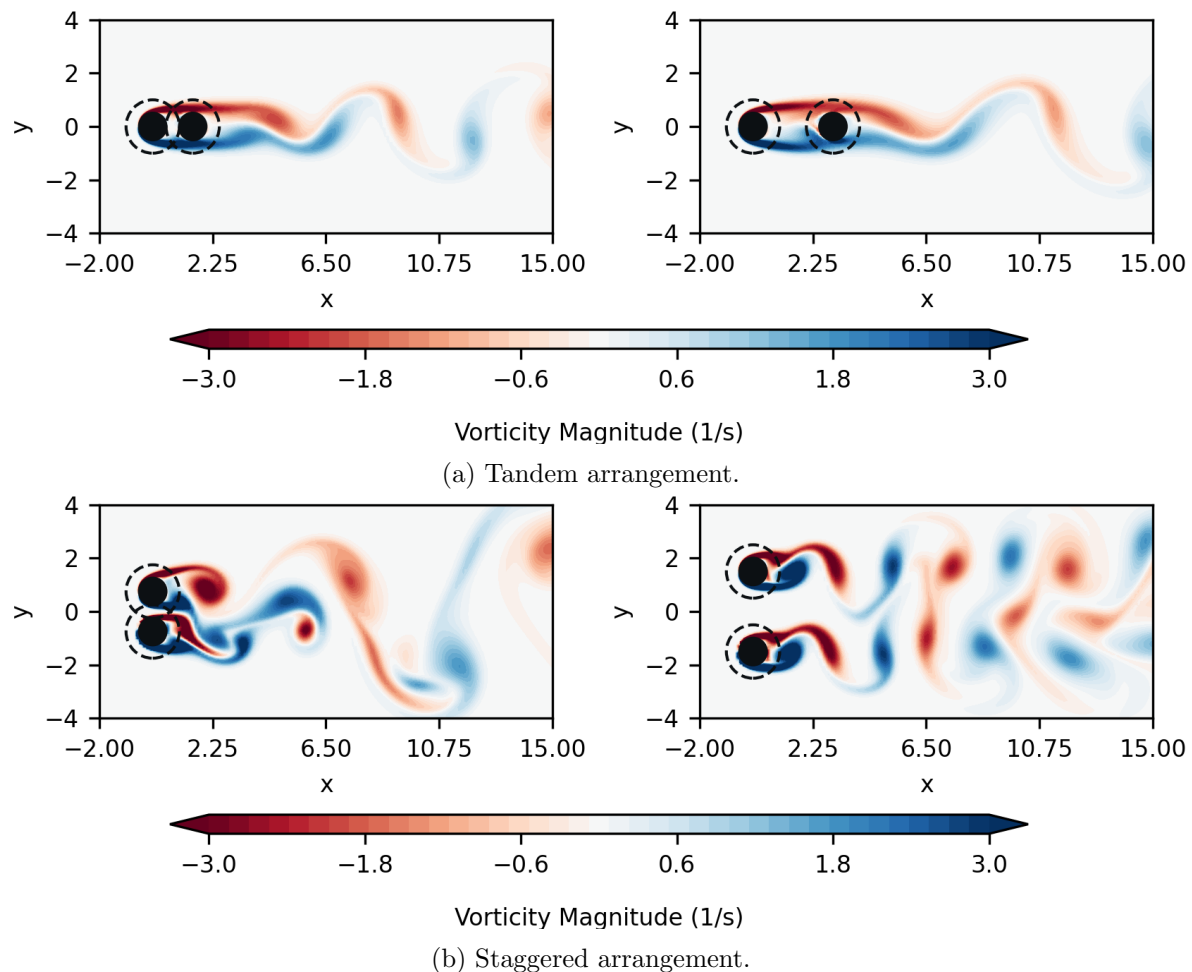 4 4
2 2
y 0 y 0
−2 −2
−4 −4
−2.00 2.25 6.50 10.75 15.00 −2.00 2.25 6.50 10.75 15.00
x x
−3.0 −1.8 −0.6 0.6 1.8 3.0
Vorticity Magnitude (1/s)
(a) Tandem arrangement.
4 4
2 2
y 0 y 0
−2 −2
−4 −4
−2.00 2.25 6.50 10.75 15.00 −2.00 2.25 6.50 10.75 15.00
x x
−3.0 −1.8 −0.6 0.6 1.8 3.0
Vorticity Magnitude (1/s)
(b) Staggered arrangement.